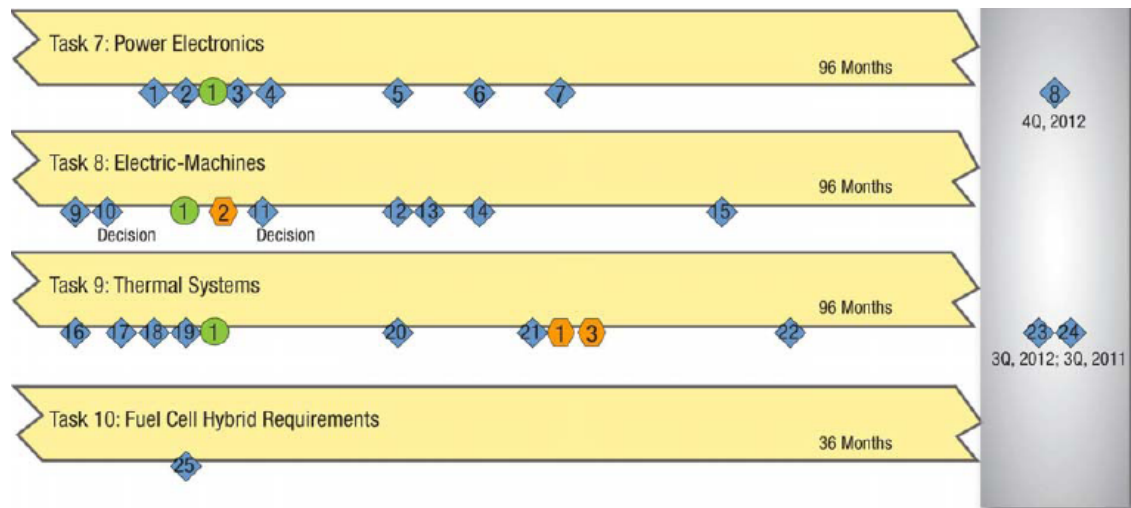 Task 7: Power Electronics
96 Months
1 2 1 3 4 5 6 7 8
4Q, 2012
Task 8: Electric-Machines
96 Months
9 10 1 2 11 12 13 14 15
Decision Decision
Task 9: Thermal Systems
96 Months
16 17 18 19 1 20 21 1 3 22 23 24
3Q, 2012; 3Q, 2011
Task 10: Fuel Cell Hybrid Requirements
36 Months
25